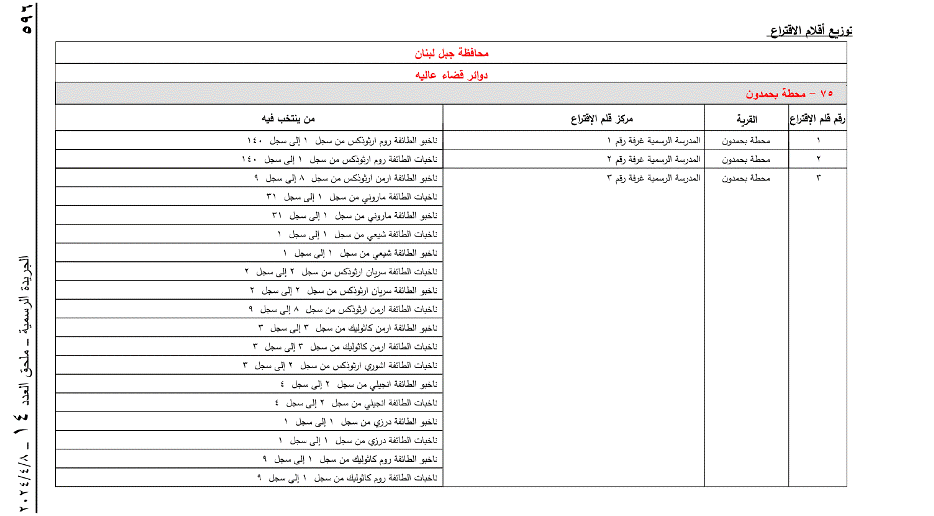 ٥٩٦
توزيع أقلام الاقتراع
محافظة جبل لبنان
دوائر قضاء عاليه
٧٥ - محطة بحمدون
رقم قلم الإقتراع القرية مركز قلم الإقتراع من ينتخب فيه
١ محطة بحمدون المدرسة الرسمية غرفة رقم ١ ناخبو الطائفة روم ارثوذكس من سجل ١ إلى سجل ١٤٠
٢ محطة بحمدون المدرسة الرسمية غرفة رقم ٢ ناخبات الطائفة روم ارثوذكس من سجل ١ إلى سجل ١٤٠
٣ محطة بحمدون المدرسة الرسمية غرفة رقم ٣ ناخبو الطائفة ارمن ارثوذكس من سجل ٨ إلى سجل ٩
ناخبات الطائفة ماروني من سجل ١ إلى سجل ٣١
ناخبو الطائفة ماروني من سجل ١ إلى سجل ٣١
ناخبات الطائفة شيعي من سجل ١ إلى سجل ١
ناخبو الطائفة شيعي من سجل ١ إلى سجل ١
ناخبات الطائفة سريان ارثوذكس من سجل ٢ إلى سجل ٢
ناخبو الطائفة سريان ارثوذكس من سجل ٢ إلى سجل ٢
ناخبات الطائفة ارمن ارثوذكس من سجل ٨ إلى سجل ٩
ناخبو الطائفة ارمن كاثوليك من سجل ٣ إلى سجل ٣
ناخبات الطائفة ارمن كاثوليك من سجل ٣ إلى سجل ٣
ناخبات الطائفة اشوري ارثوذكس من سجل ٢ إلى سجل ٣
ناخبو الطائفة انجيلي من سجل ٢ إلى سجل ٤
ناخبات الطائفة انجيلي من سجل ٢ إلى سجل ٤
ناخبو الطائفة درزي من سجل ١ إلى سجل ١
ناخبات الطائفة درزي من سجل ١ إلى سجل ١
ناخبو الطائفة روم كاثوليك من سجل ١ إلى سجل ٩
ناخبات الطائفة روم كاثوليك من سجل ١ إلى سجل ٩
الجريدة الرسمية - ملحق العدد ١٤ - ٢٠٢٤/٤/٨